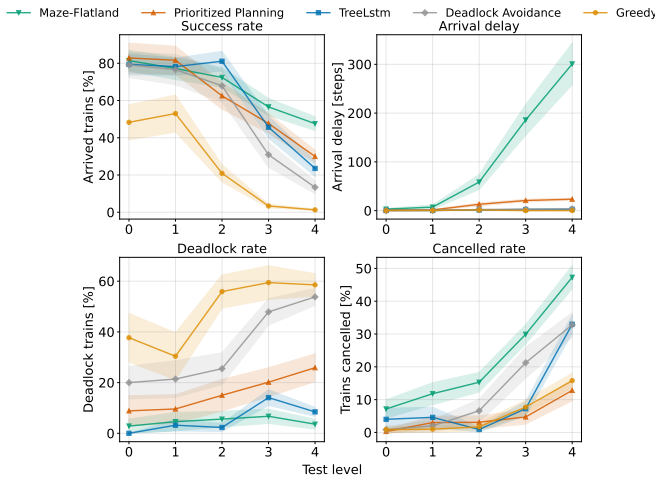 Maze-Flatland Prioritized Planning TreeLstm Deadlock Avoidance Greedy
Success rate Arrival delay
Arrived trains [%]
80
60
40
20
0
0 1 2 3 4
Arrival delay [steps]
300
200
100
0
0 1 2 3 4
Deadlock rate Cancelled rate
Deadlock trains [%]
60
40
20
0
0 1 2 3 4
Trains cancelled [%]
50
40
30
20
10
0
0 1 2 3 4
Test level